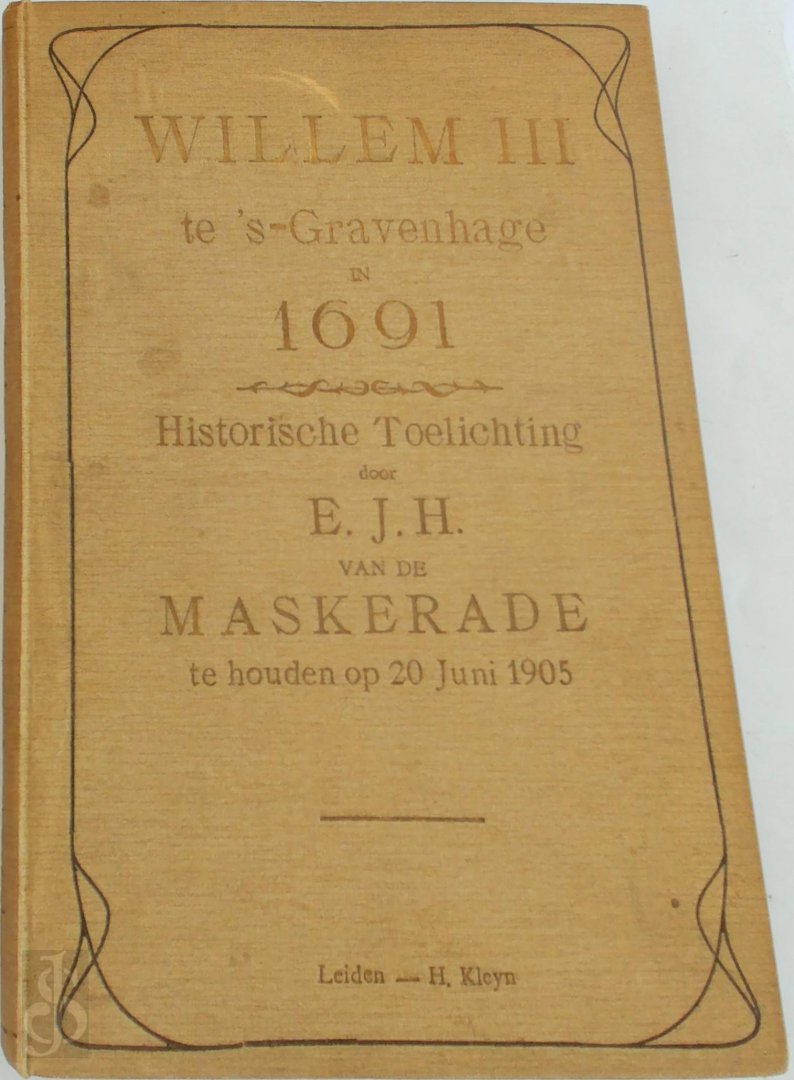 WILLEM III
te 's-Gravenhage
IN
1691
Historische Toelichting
door
E. J. H.
VAN DE
MASKERADE
te houden op 20 Juni 1905
Leiden — H. Kleyn